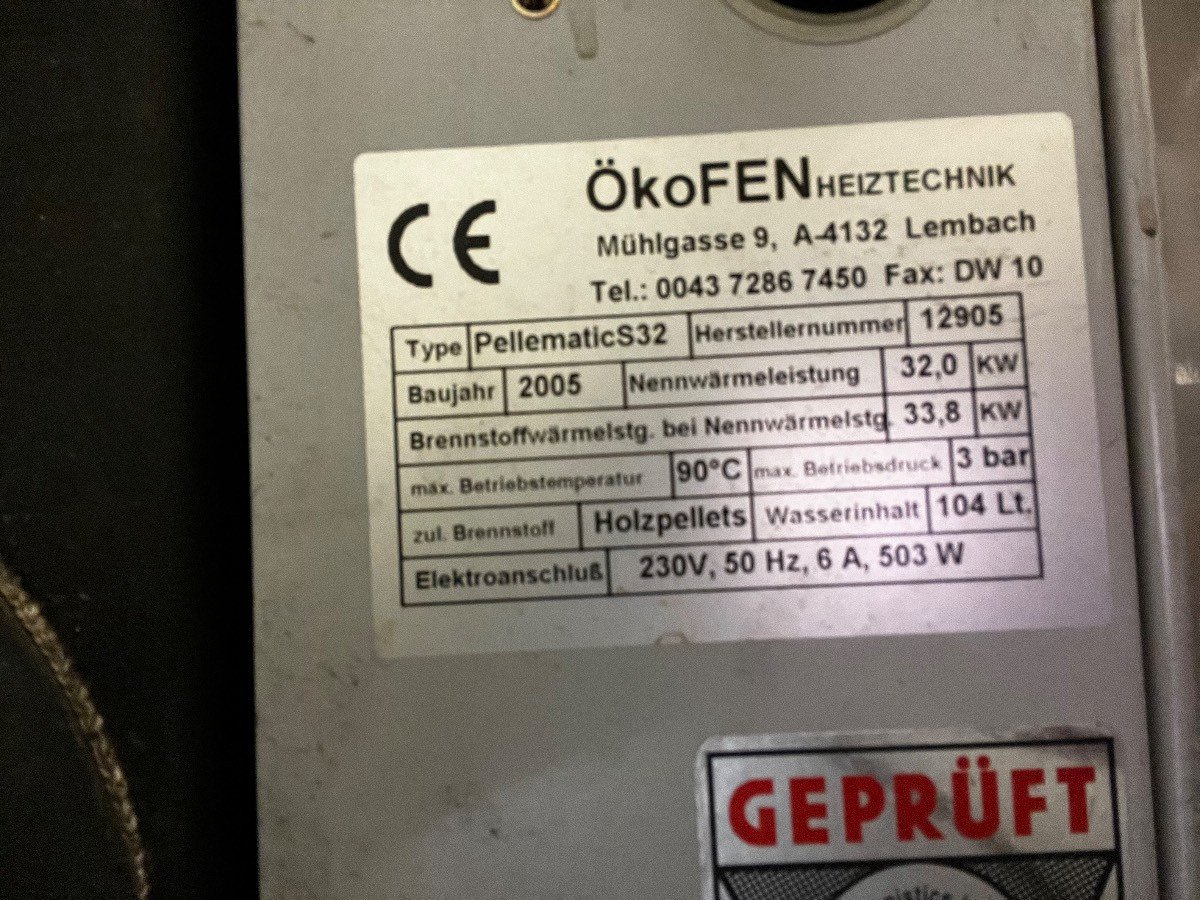 CE
ÖkoFEN HEIZTECHNIK
Mühlgasse 9, A-4132 Lembach
Tel.: 0043 7286 7450 Fax: DW 10
Type PellematicS32 Herstellernummer 12905
Baujahr 2005 Nennwärmeleistung 32,0 KW
Brennstoffwärmelstg. bei Nennwärmelstg. 33,8 KW
max. Betriebstemperatur 90°C max. Betriebsdruck 3 bar
zul. Brennstoff Holzpellets Wasserinhalt 104 Lt.
Elektroanschluß 230V, 50 Hz, 6 A, 503 W
GEPRÜFT